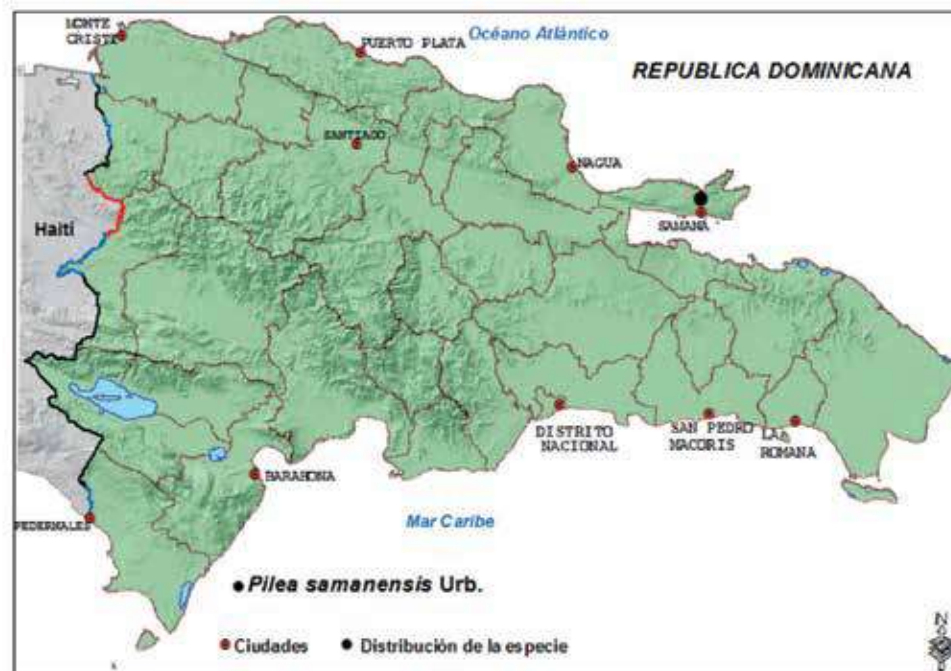 MONTE
CRISTI
PUERTO PLATA
Océano Atlántico
REPUBLICA DOMINICANA
SANTIAGO
NAGUA
SAMANA
Haití
DISTRITO
NACIONAL
SAN PEDRO
MACORIS
LA
ROMANA
BARAHONA
PEDERNALES
Mar Caribe
Pilea samanensis Urb.
Ciudades
Distribución de la especie
N